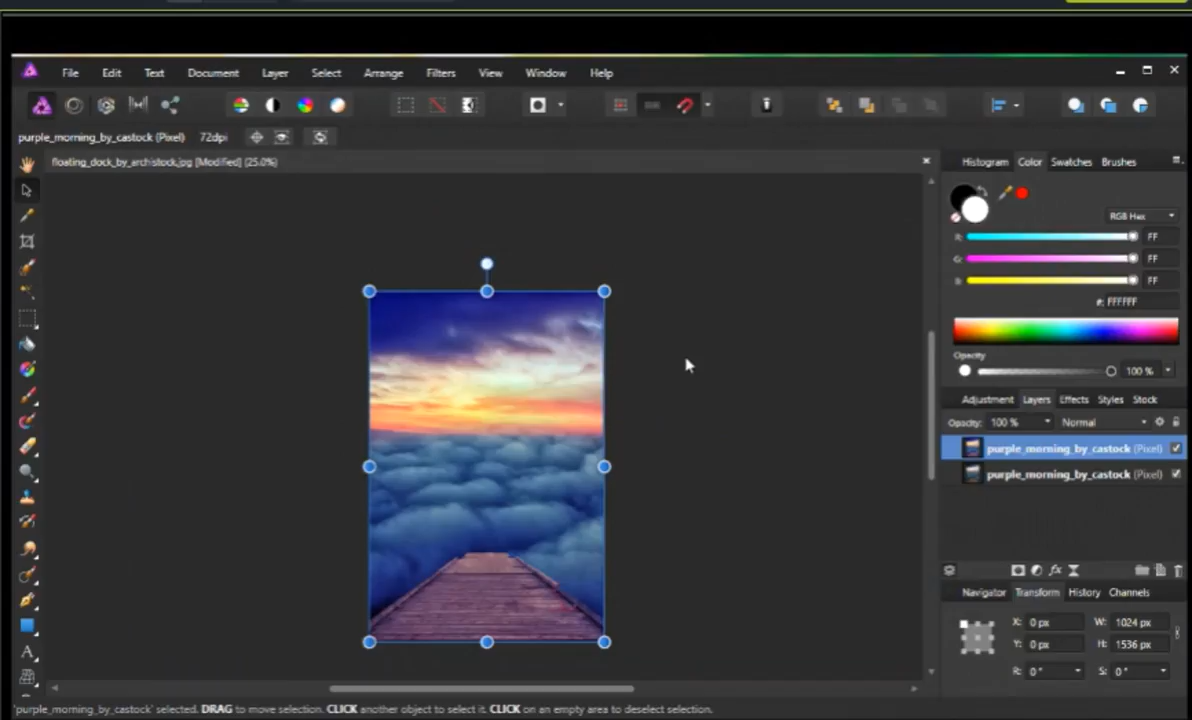 File Edit Text Document Layer Select Arrange Filters View Window Help
purple_morning_by_castock (Pixel) 72dpi
floating_dock_by_archistock.jpg [Modified] (25.0%)
Histogram Color Swatches Brushes
RGB Hex
R: FF
G: FF
B: FF
#: FFFFFF
Opacity
100 %
Adjustment Layers Effects Styles Stock
Opacity: 100 % Normal
purple_morning_by_castock (Pixel)
purple_morning_by_castock (Pixel)
fx
Navigator Transform History Channels
X: 0 px W: 1024 px
Y: 0 px H: 1536 px
R: 0° S: 0°
A
'purple_morning_by_castock' selected. DRAG to move selection. CLICK another object to select it. CLICK on an empty area to deselect selection.